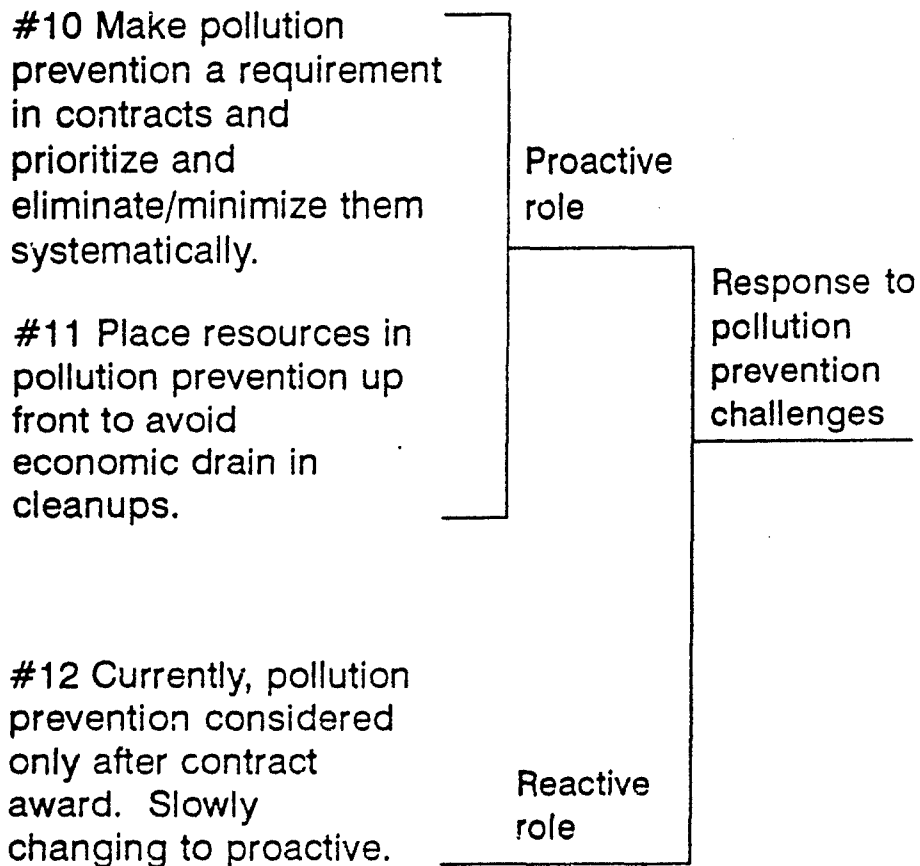 #10 Make pollution
prevention a requirement
in contracts and
prioritize and
eliminate/minimize them
systematically.
#11 Place resources in
pollution prevention up
front to avoid
economic drain in
cleanups.
Proactive
role
#12 Currently, pollution
prevention considered
only after contract
award. Slowly
changing to proactive.
Reactive
role
Response to
pollution
prevention
challenges